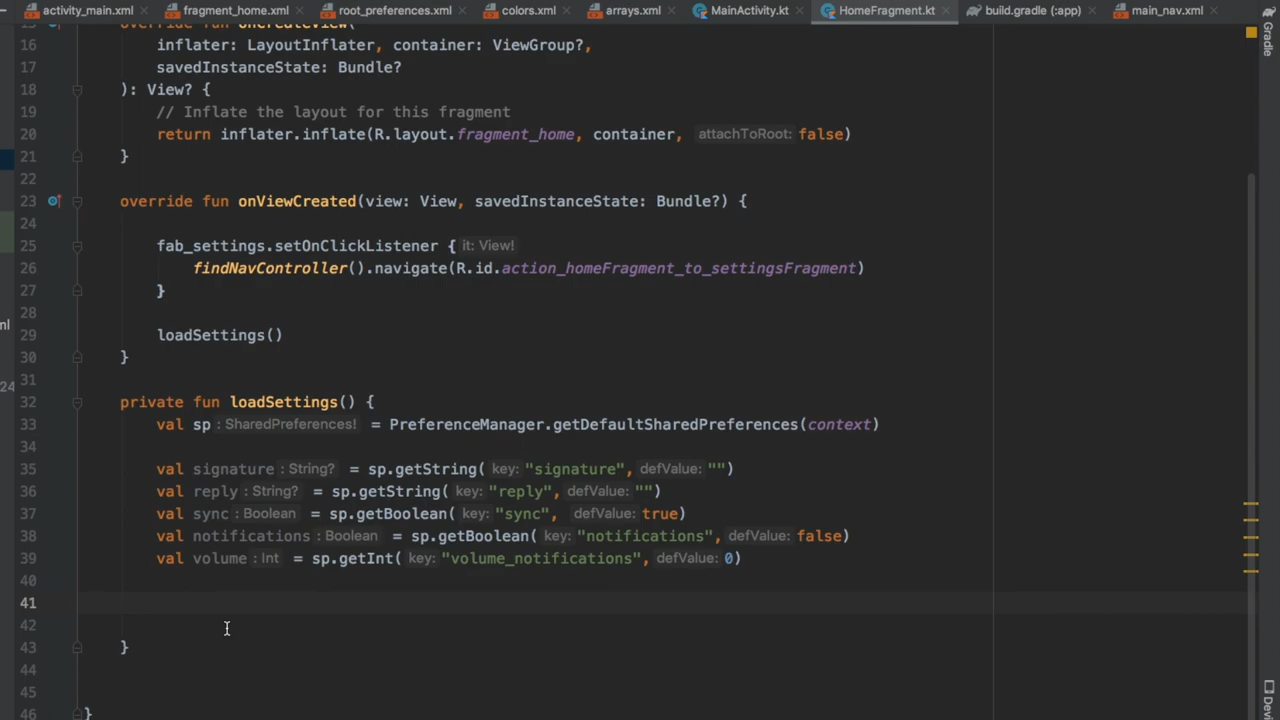 activity_main.xml fragment_home.xml root_preferences.xml colors.xml arrays.xml MainActivity.kt HomeFragment.kt build.gradle (:app) main_nav.xml
Gradle
override fun onCreateView(
16 inflater: LayoutInflater, container: ViewGroup?,
17 savedInstanceState: Bundle?
18 ): View? {
19 // Inflate the layout for this fragment
20 return inflater.inflate(R.layout.fragment_home, container, attachToRoot: false)
21 }
22
23 override fun onViewCreated(view: View, savedInstanceState: Bundle?) {
24
25 fab_settings.setOnClickListener { it: View!
26 findNavController().navigate(R.id.action_homeFragment_to_settingsFragment)
27 }
28
29 loadSettings()
30 }
31
32 private fun loadSettings() {
33 val sp : SharedPreferences! = PreferenceManager.getDefaultSharedPreferences(context)
34
35 val signature : String? = sp.getString( key: "signature", defValue: "")
36 val reply : String? = sp.getString( key: "reply", defValue: "")
37 val sync : Boolean = sp.getBoolean( key: "sync", defValue: true)
38 val notifications : Boolean = sp.getBoolean( key: "notifications", defValue: false)
39 val volume : Int = sp.getInt( key: "volume_notifications", defValue: 0)
40
41
42
43 }
44
45
46 }
ml
24